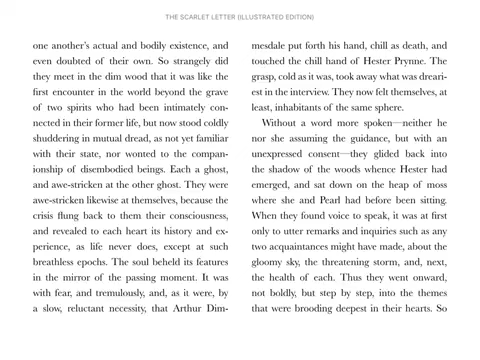 THE SCARLET LETTER (ILLUSTRATED EDITION)
one another’s actual and bodily existence, and
even doubted of their own. So strangely did
they meet in the dim wood that it was like the
first encounter in the world beyond the grave
of two spirits who had been intimately con-
nected in their former life, but now stood coldly
shuddering in mutual dread, as not yet familiar
with their state, nor wonted to the compan-
ionship of disembodied beings. Each a ghost,
and awe-stricken at the other ghost. They were
awe-stricken likewise at themselves, because the
crisis flung back to them their consciousness,
and revealed to each heart its history and ex-
perience, as life never does, except at such
breathless epochs. The soul beheld its features
in the mirror of the passing moment. It was
with fear, and tremulously, and, as it were, by
a slow, reluctant necessity, that Arthur Dim-
mesdale put forth his hand, chill as death, and
touched the chill hand of Hester Prynne. The
grasp, cold as it was, took away what was dreari-
est in the interview. They now felt themselves, at
least, inhabitants of the same sphere.
Without a word more spoken—neither he
nor she assuming the guidance, but with an
unexpressed consent—they glided back into
the shadow of the woods whence Hester had
emerged, and sat down on the heap of moss
where she and Pearl had before been sitting.
When they found voice to speak, it was at first
only to utter remarks and inquiries such as any
two acquaintances might have made, about the
gloomy sky, the threatening storm, and, next,
the health of each. Thus they went onward,
not boldly, but step by step, into the themes
that were brooding deepest in their hearts. So